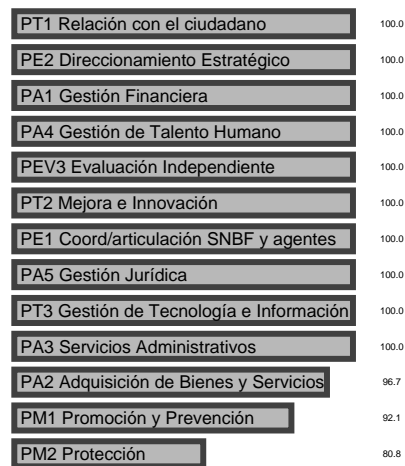 PT1 Relación con el ciudadano 100.0
PE2 Direccionamiento Estratégico 100.0
PA1 Gestión Financiera 100.0
PA4 Gestión de Talento Humano 100.0
PEV3 Evaluación Independiente 100.0
PT2 Mejora e Innovación 100.0
PE1 Coord/articulación SNBF y agentes 100.0
PA5 Gestión Jurídica 100.0
PT3 Gestión de Tecnología e Información 100.0
PA3 Servicios Administrativos 100.0
PA2 Adquisición de Bienes y Servicios 96.7
PM1 Promoción y Prevención 92.1
PM2 Protección 80.8